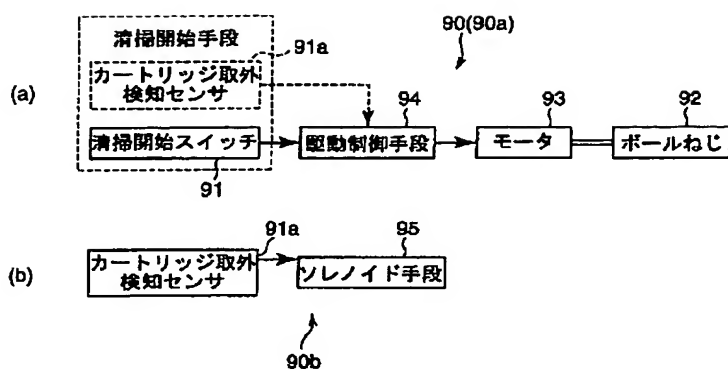 90(90a)
清掃開始手段
91a
(a)
カートリッジ取外
検知センサ
94
93
92
清掃開始スイッチ
駆動制御手段
モータ
ボールねじ
91
91a
95
(b)
カートリッジ取外
検知センサ
ソレノイド手段
90b